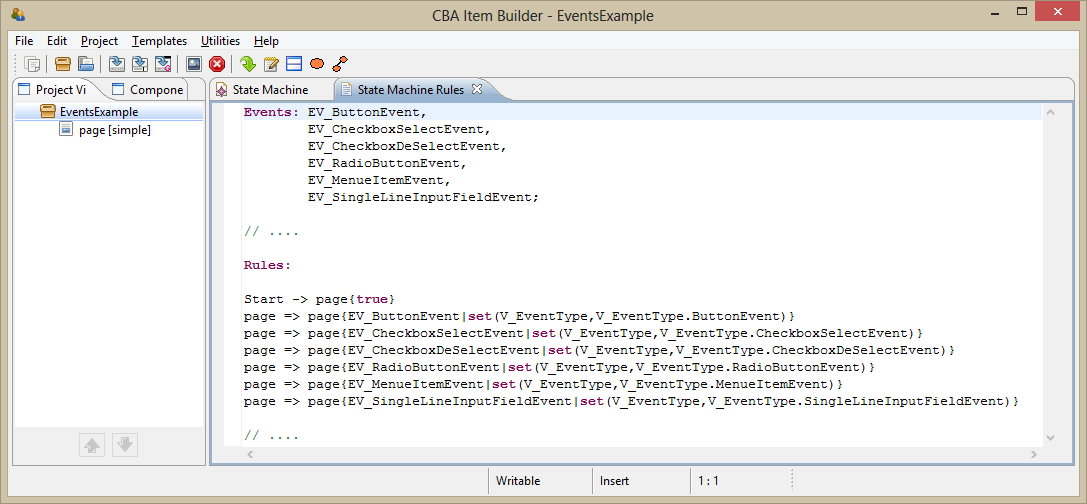 CBA Item Builder - EventsExample
File Edit Project Templates Utilities Help
Project Vi Compone State Machine State Machine Rules
EventsExample
page [simple]
Events: EV_ButtonEvent,
EV_CheckboxSelectEvent,
EV_CheckboxDeSelectEvent,
EV_RadioButtonEvent,
EV_MenueItemEvent,
EV_SingleLineInputFieldEvent;
// ....
Rules:
Start -> page{true}
page => page{EV_ButtonEvent|set(V_EventType,V_EventType.ButtonEvent)}
page => page{EV_CheckboxSelectEvent|set(V_EventType,V_EventType.CheckboxSelectEvent)}
page => page{EV_CheckboxDeSelectEvent|set(V_EventType,V_EventType.CheckboxDeSelectEvent)}
page => page{EV_RadioButtonEvent|set(V_EventType,V_EventType.RadioButtonEvent)}
page => page{EV_MenueItemEvent|set(V_EventType,V_EventType.MenueItemEvent)}
page => page{EV_SingleLineInputFieldEvent|set(V_EventType,V_EventType.SingleLineInputFieldEvent)}
// ....
Writable Insert 1 : 1